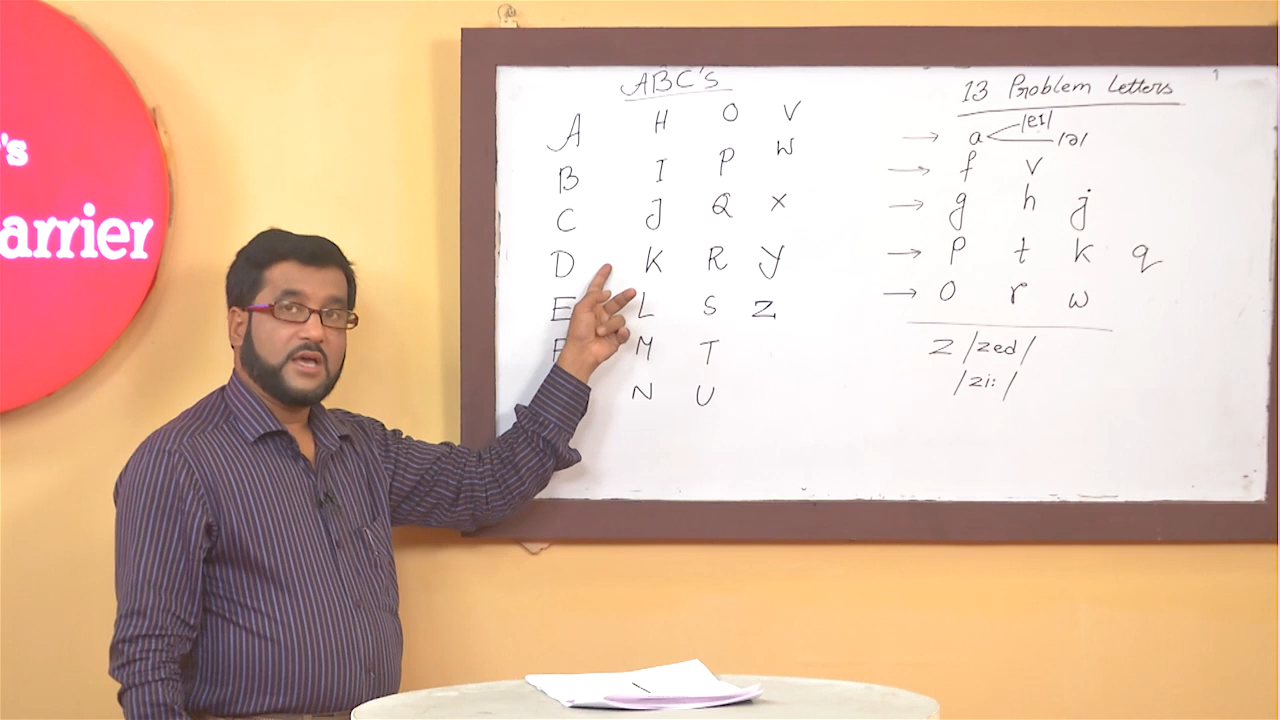 's
arrier
ABC's
A H O V
B I P W
C J Q X
D K R Y
E L S Z
F M T
N U
13 Problem Letters
→ a /eɪ/ /ə/
→ f v
→ g h j
→ p t k q
→ o r w
Z /zed/
/zi:/